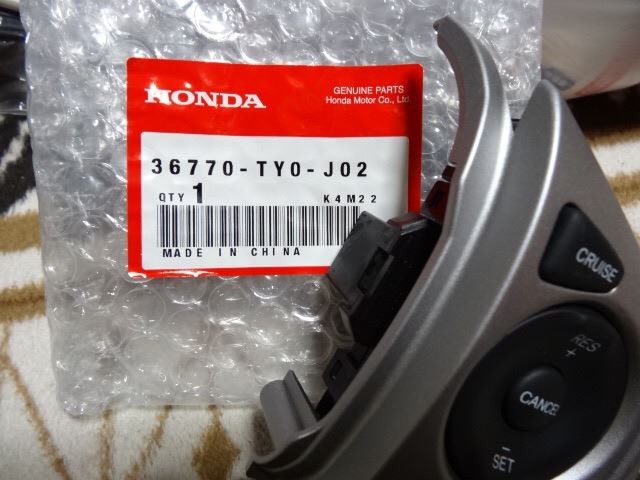 HONDA
GENUINE PARTS
Honda Motor Co., Ltd.
36770-TY0-J02
QTY 1
K4M22
MADE IN CHINA
CRUISE
RES
+
CANCEL
-
SET